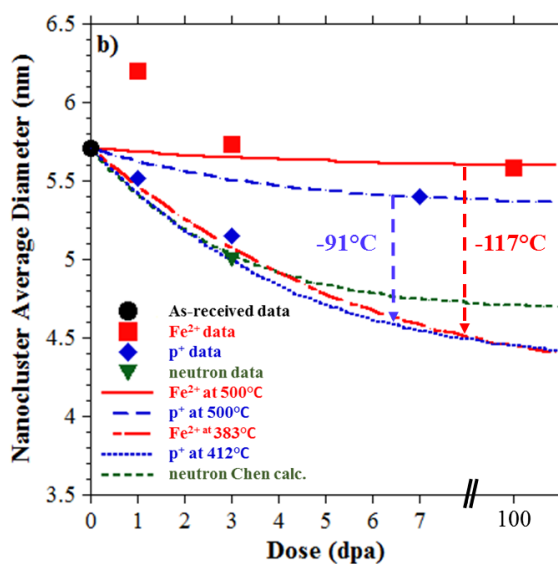 b)
Nanocluster Average Diameter (nm)
6.5
6
5.5
5
4.5
4
3.5
-91°C
-117°C
As-received data
Fe²⁺ data
p⁺ data
neutron data
Fe²⁺ at 500°C
p⁺ at 500°C
Fe²⁺ at 383°C
p⁺ at 412°C
neutron Chen calc.
0 1 2 3 4 5 6 7 // 100
Dose (dpa)